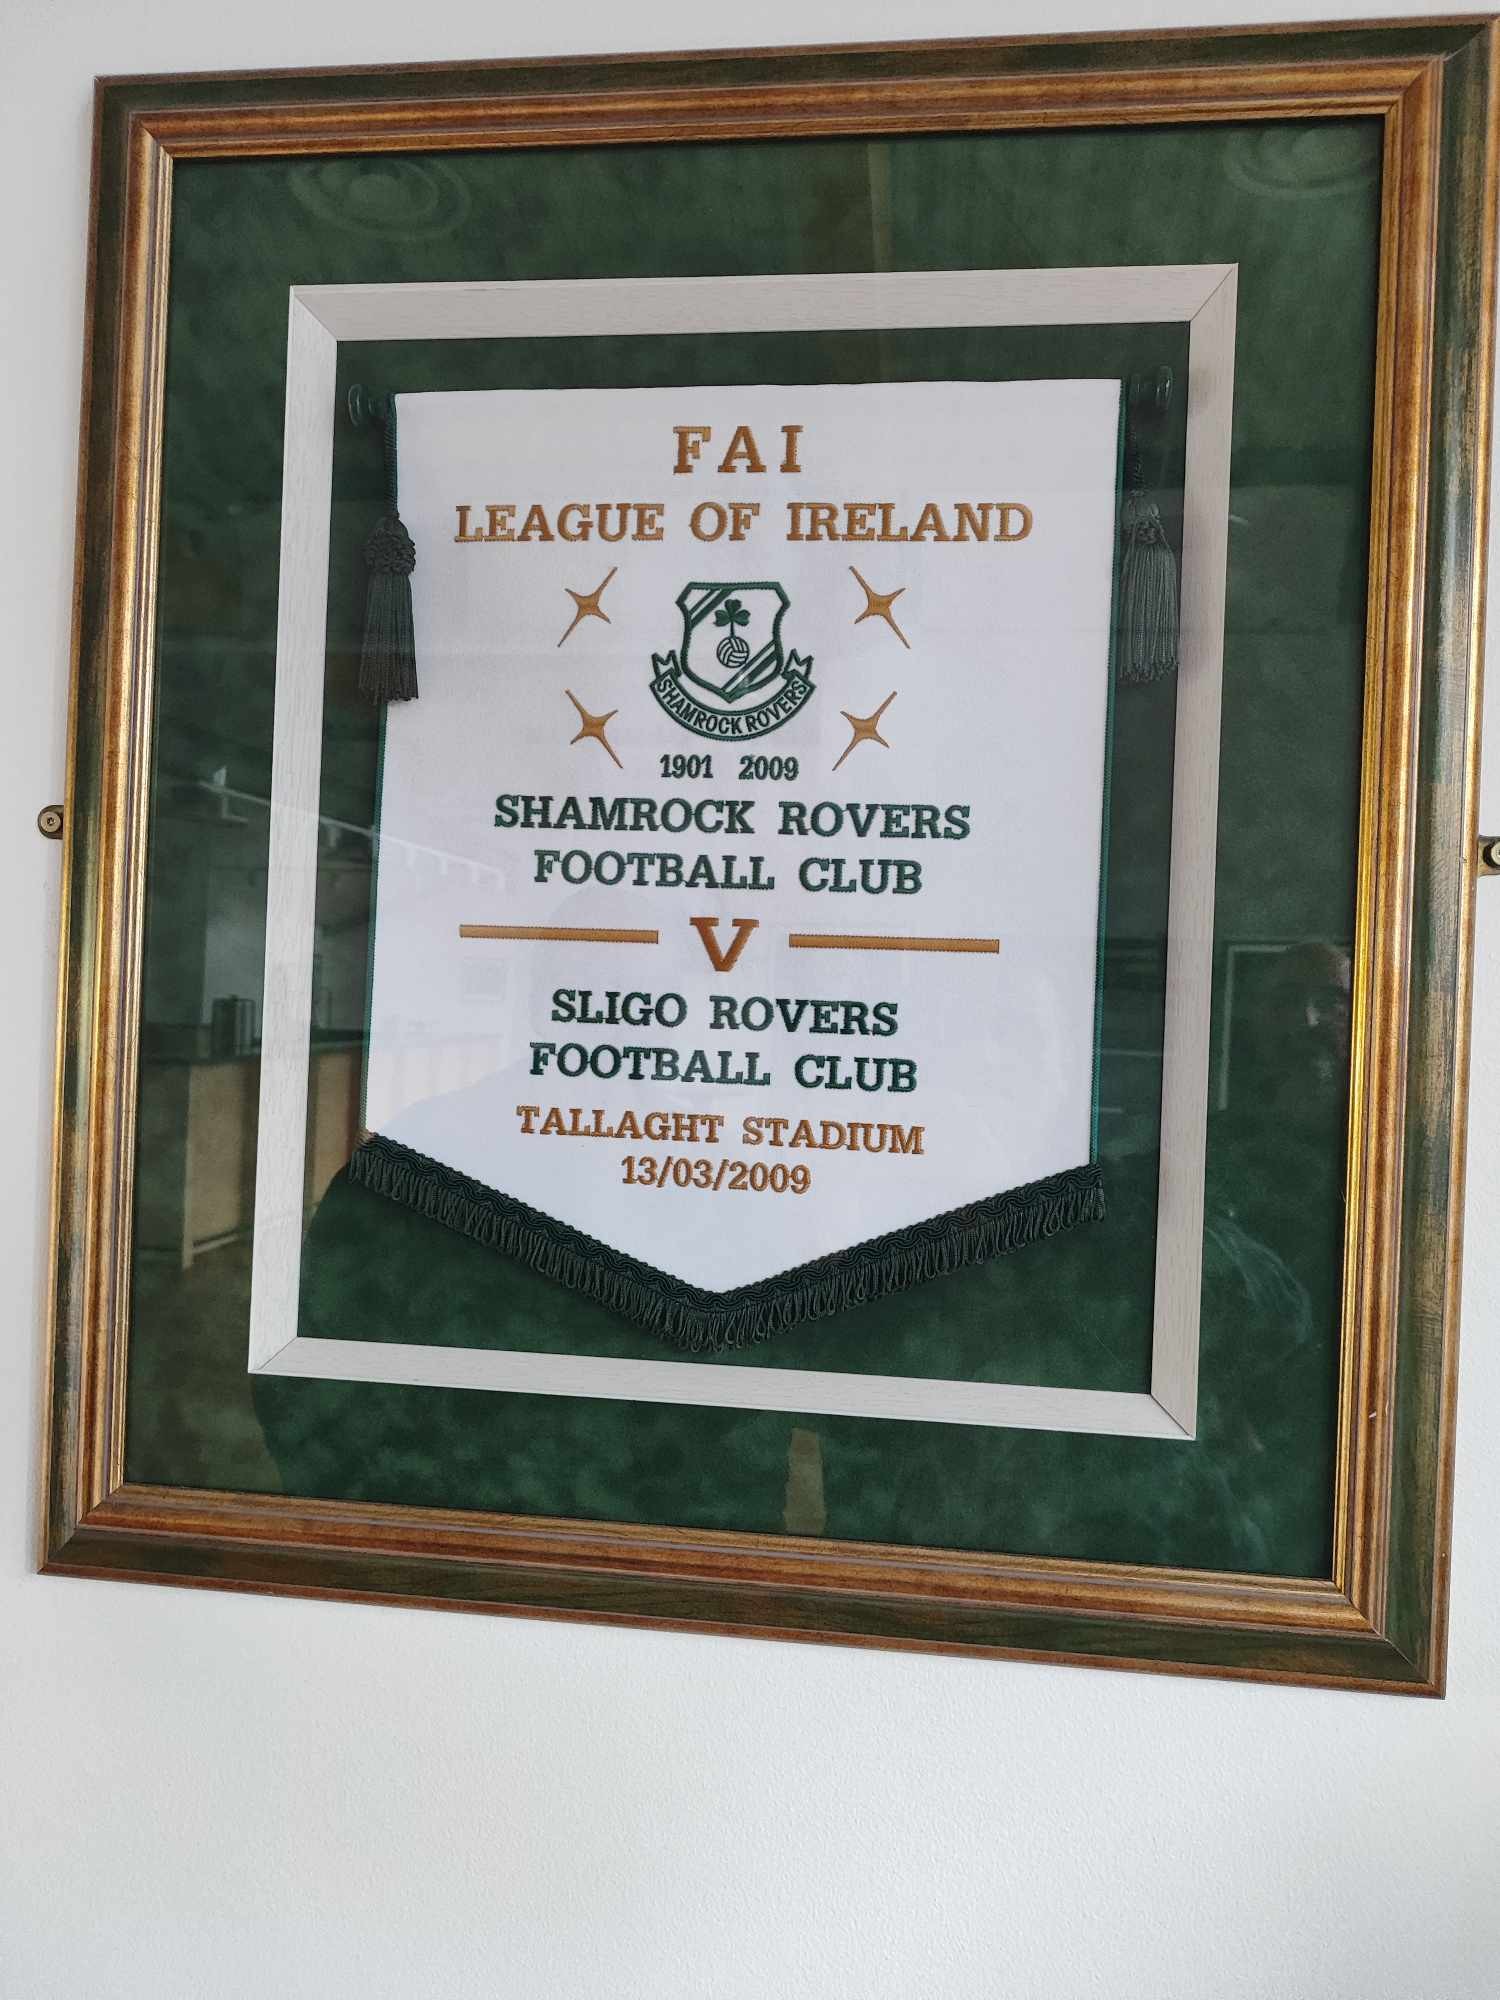 FAI
LEAGUE OF IRELAND
SHAMROCK ROVERS
1901 2009
SHAMROCK ROVERS
FOOTBALL CLUB
V
SLIGO ROVERS
FOOTBALL CLUB
TALLAGHT STADIUM
13/03/2009